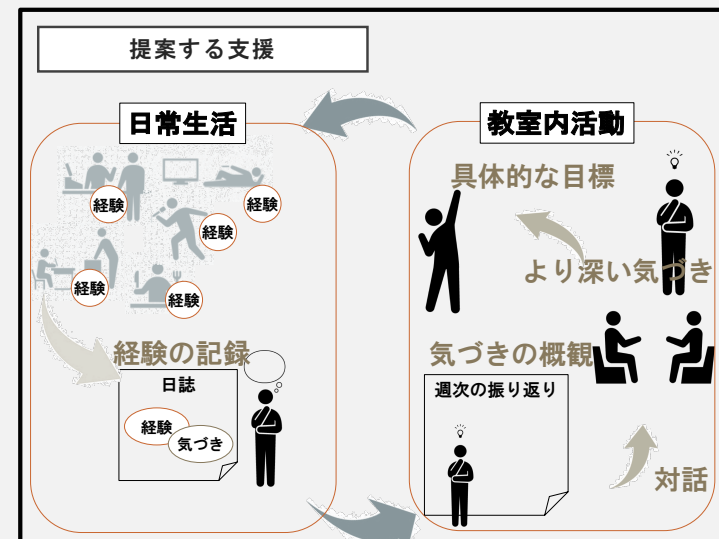 提案する支援
日常生活
経験
経験
経験
経験
経験
経験の記録
日誌
経験
気づき
教室内活動
具体的な目標
より深い気づき
気づきの概観
週次の振り返り
対話